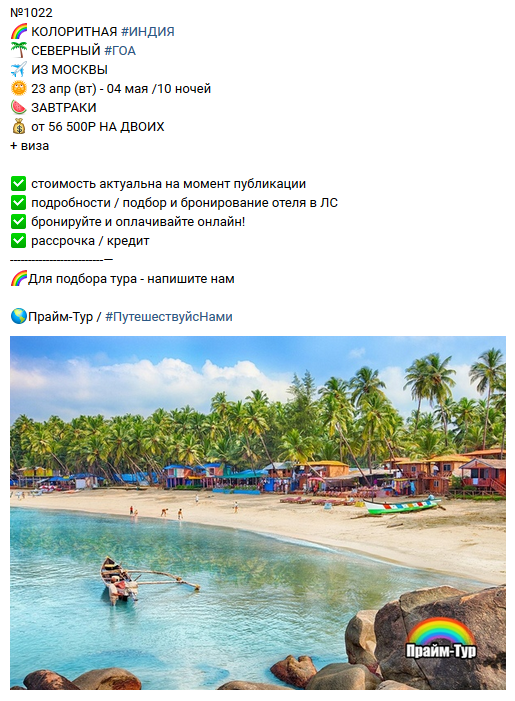 №1022
🌈 КОЛОРИТНАЯ #ИНДИЯ
🌴 СЕВЕРНЫЙ #ГОА
✈️ ИЗ МОСКВЫ
🌞 23 апр (вт) - 04 мая /10 ночей
🍉 ЗАВТРАКИ
💰 от 56 500Р НА ДВОИХ
+ виза
✅ стоимость актуальна на момент публикации
✅ подробности / подбор и бронирование отеля в ЛС
✅ бронируйте и оплачивайте онлайн!
✅ рассрочка / кредит
--------------------------—
🌈Для подбора тура - напишите нам
🌎Прайм-Тур / #ПутешествуйсНами
Прайм-Тур